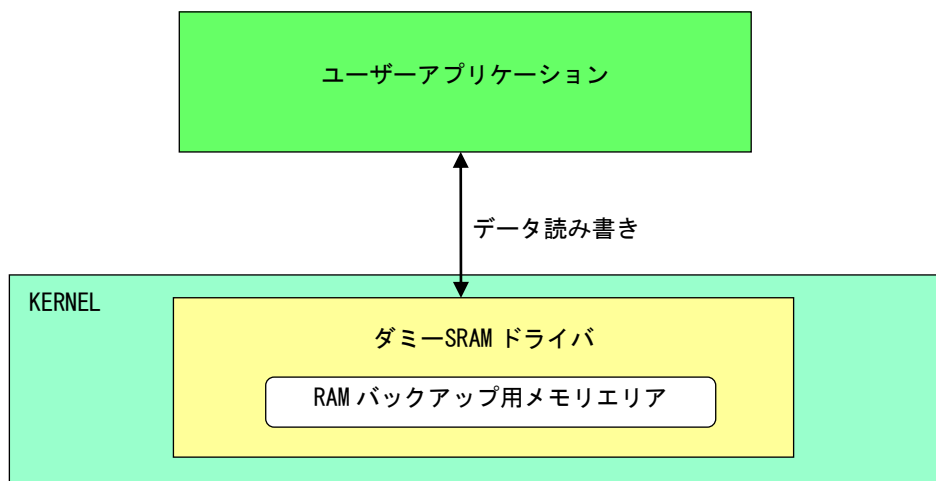 ユーザーアプリケーション
データ読み書き
KERNEL
ダミーSRAM ドライバ
RAM バックアップ用メモリエリア